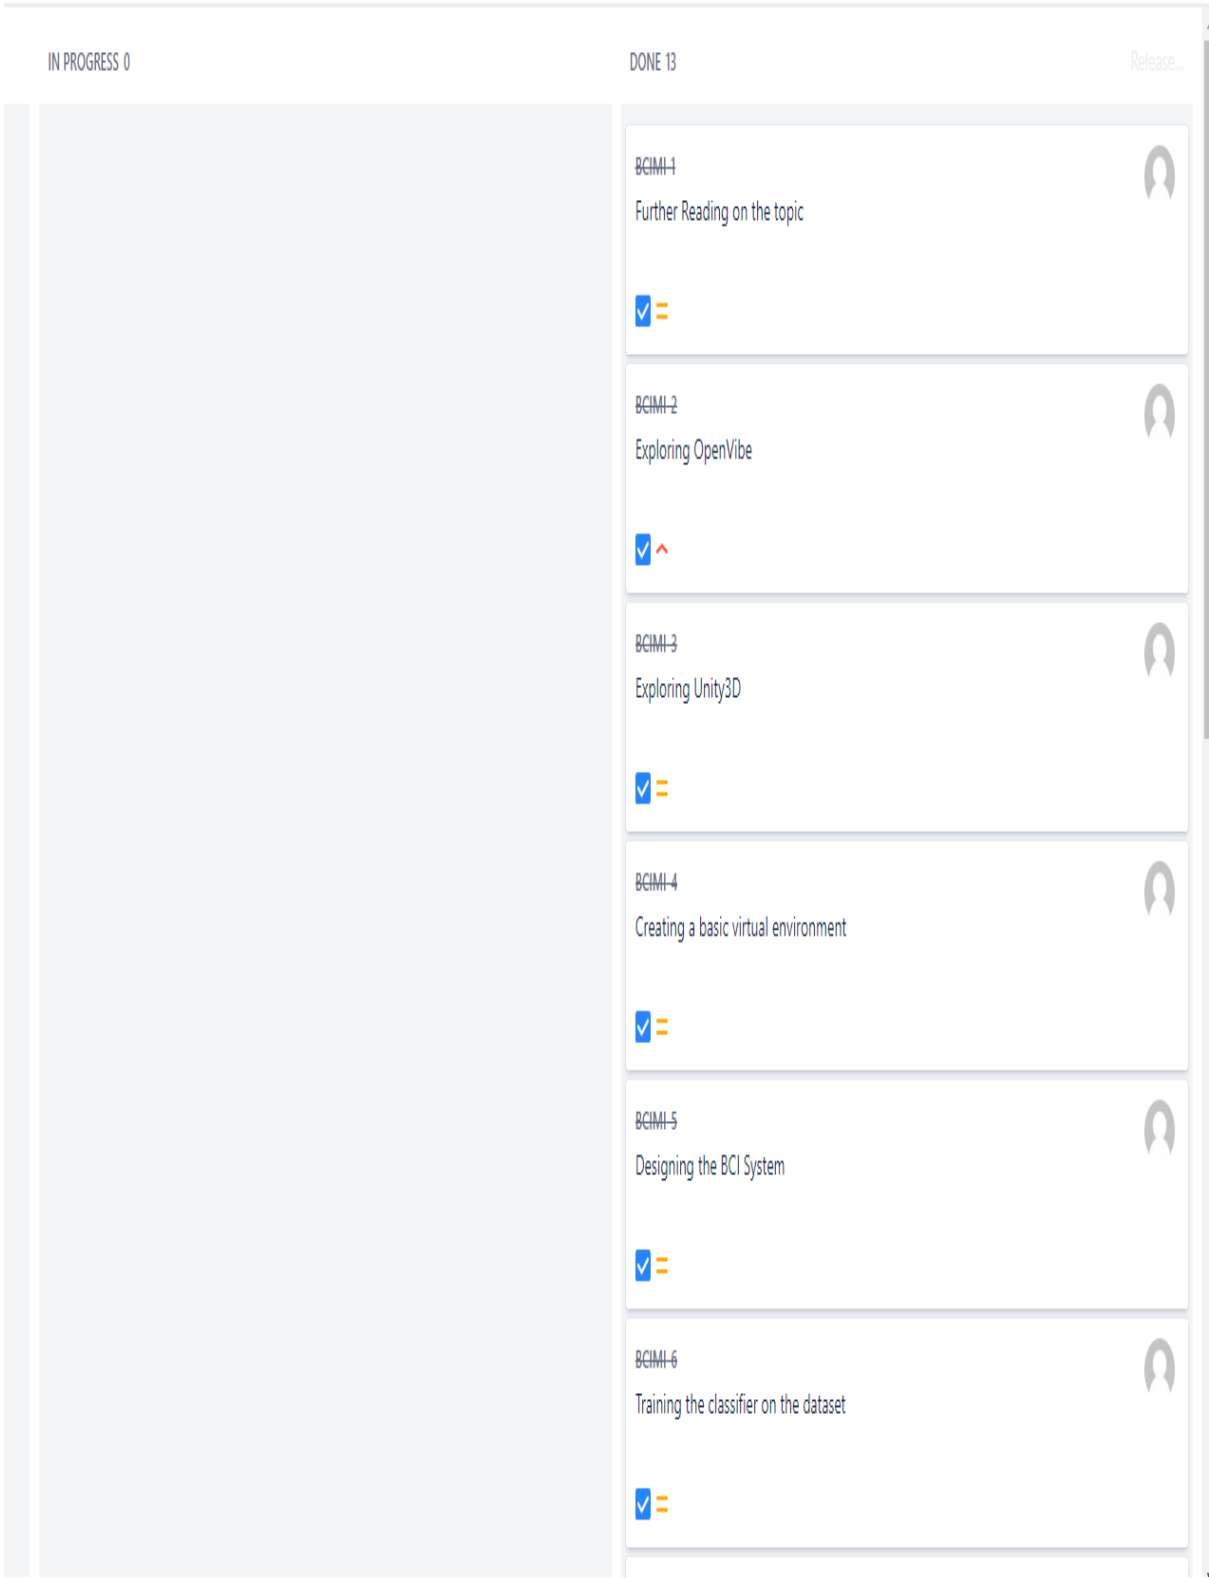 IN PROGRESS 0
DONE 13
Release...
BCIMI-1
Further Reading on the topic
BCIMI-2
Exploring OpenVibe
BCIMI-3
Exploring Unity3D
BCIMI-4
Creating a basic virtual environment
BCIMI-5
Designing the BCI System
BCIMI-6
Training the classifier on the dataset